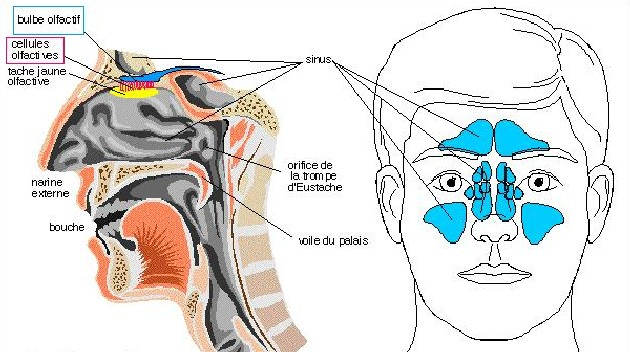 bulbe olfactif
cellules
olfactives
tache jaune
olfactive
sinus
orifice de
la trompe
d'Eustache
narine
externe
bouche
voile du palais